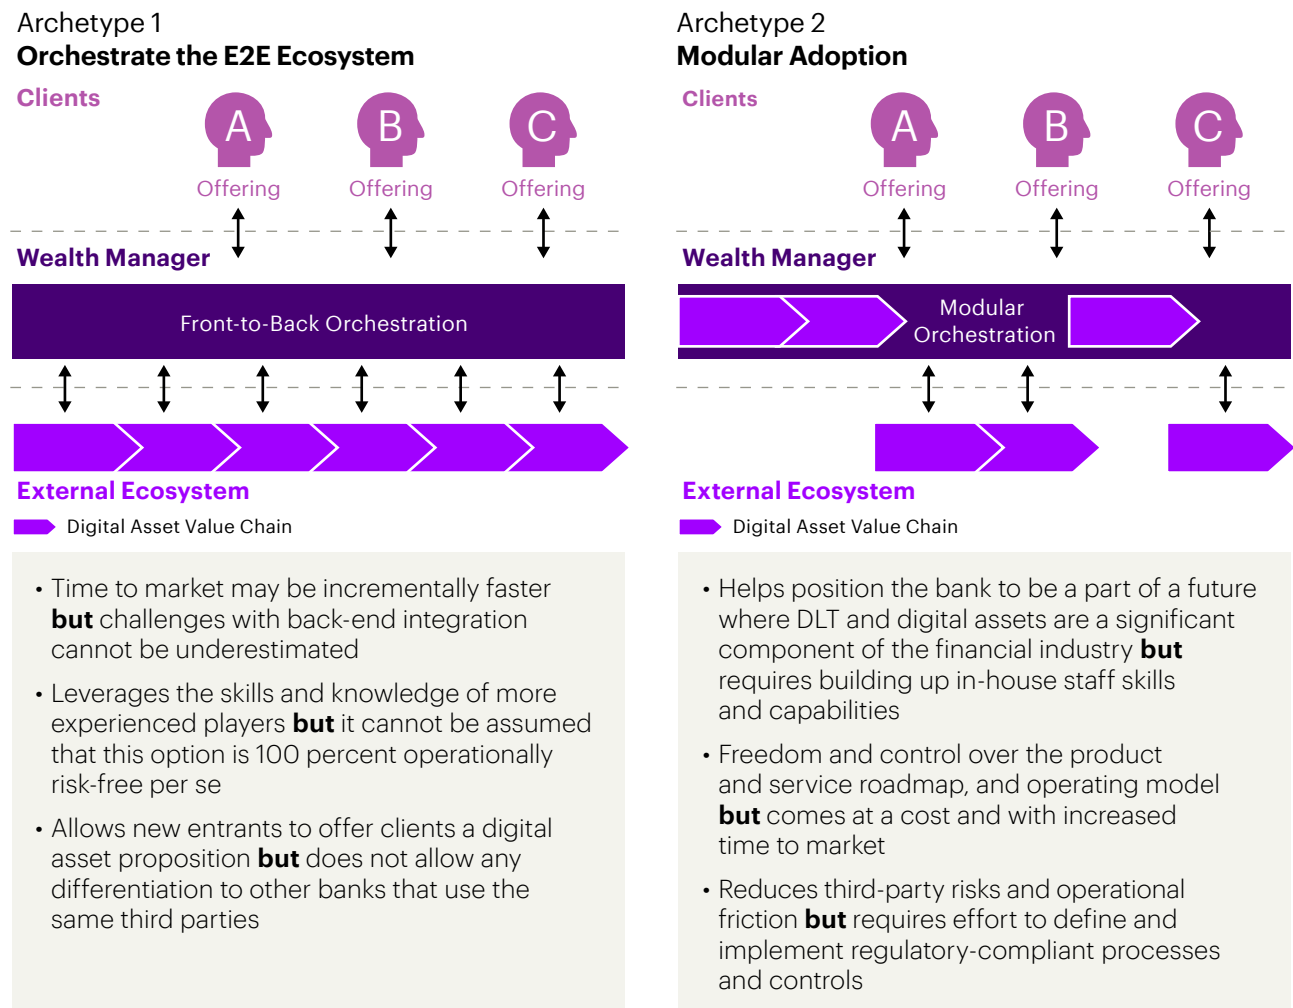 Archetype 1
Orchestrate the E2E Ecosystem
Clients
A
B
C
Offering
Offering
Offering
Wealth Manager
Front-to-Back Orchestration
External Ecosystem
Digital Asset Value Chain
• Time to market may be incrementally faster
but challenges with back-end integration
cannot be underestimated
• Leverages the skills and knowledge of more
experienced players but it cannot be assumed
that this option is 100 percent operationally
risk-free per se
• Allows new entrants to offer clients a digital
asset proposition but does not allow any
differentiation to other banks that use the
same third parties
Archetype 2
Modular Adoption
Clients
A
B
C
Offering
Offering
Offering
Wealth Manager
Modular
Orchestration
External Ecosystem
Digital Asset Value Chain
• Helps position the bank to be a part of a future
where DLT and digital assets are a significant
component of the financial industry but
requires building up in-house staff skills
and capabilities
• Freedom and control over the product
and service roadmap, and operating model
but comes at a cost and with increased
time to market
• Reduces third-party risks and operational
friction but requires effort to define and
implement regulatory-compliant processes
and controls